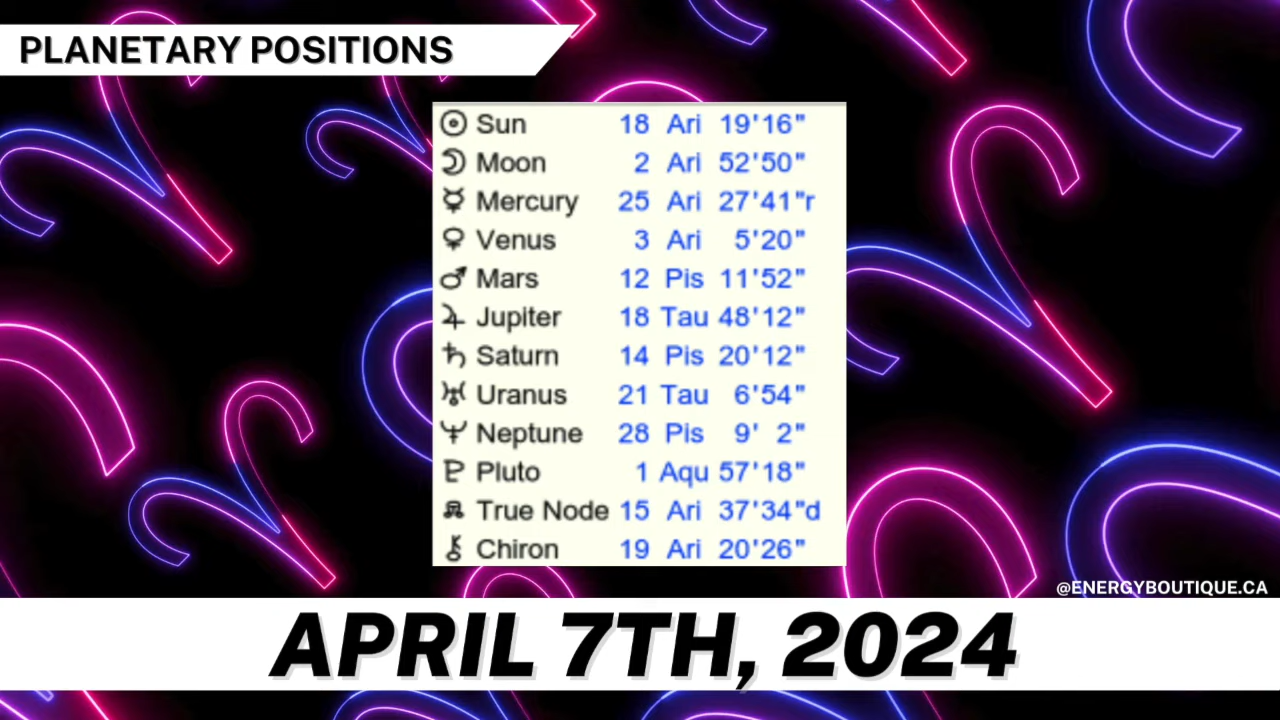 PLANETARY POSITIONS
Sun 18 Ari 19'16"
Moon 2 Ari 52'50"
Mercury 25 Ari 27'41"r
Venus 3 Ari 5'20"
Mars 12 Pis 11'52"
Jupiter 18 Tau 48'12"
Saturn 14 Pis 20'12"
Uranus 21 Tau 6'54"
Neptune 28 Pis 9' 2"
Pluto 1 Aqu 57'18"
True Node 15 Ari 37'34"d
Chiron 19 Ari 20'26"
@ENERGYBOUTIQUE.CA
APRIL 7TH, 2024